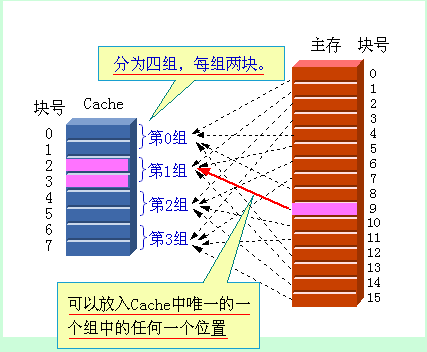 分为四组，每组两块。
主存 块号
块号 Cache
0
1
2
3
4
5
6
7
第0组
第1组
第2组
第3组
0
1
2
3
4
5
6
7
8
9
10
11
12
13
14
15
可以放入Cache中唯一的一
个组中的任何一个位置